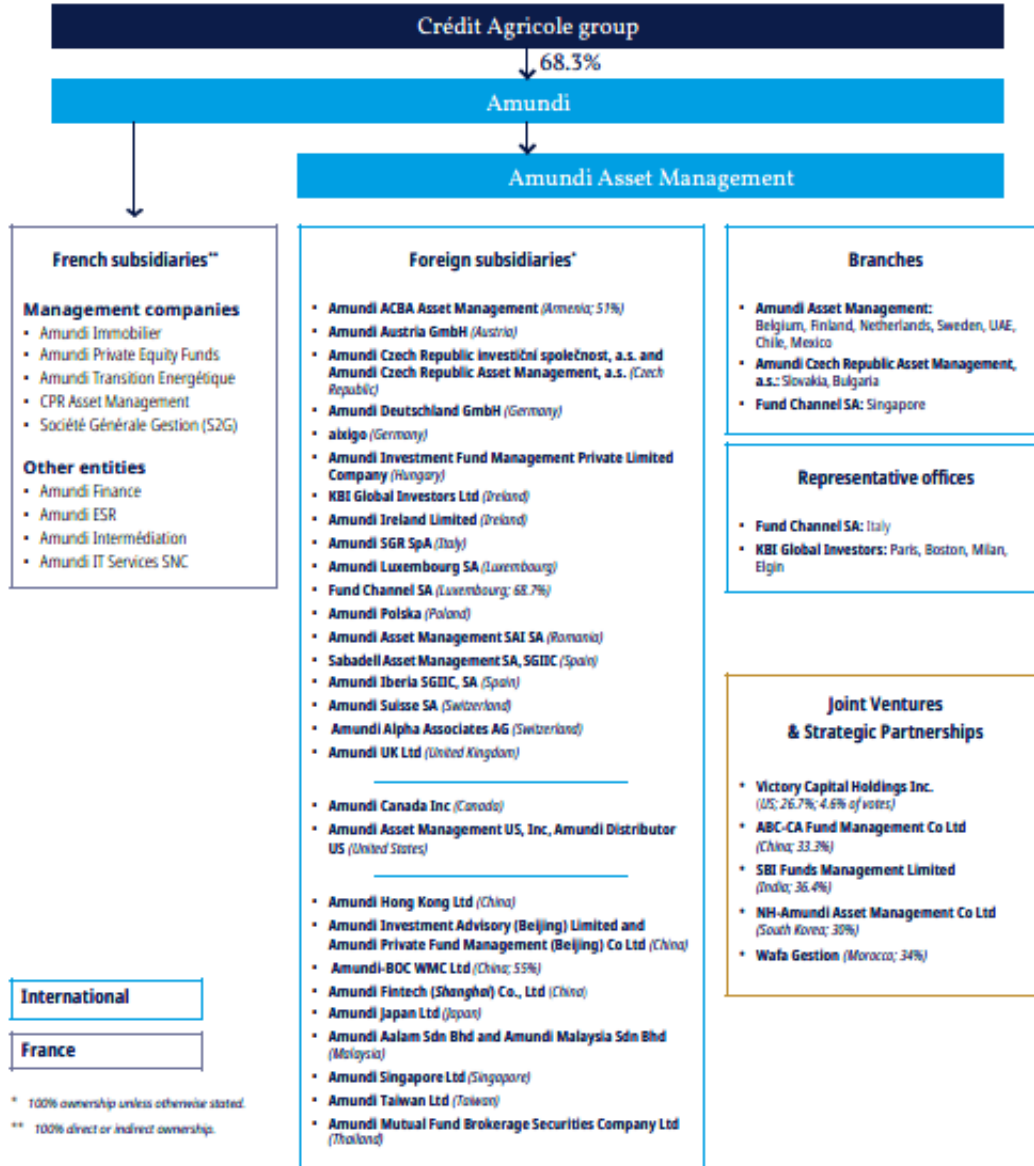 Crédit Agricole group
68.3%
Amundi
Amundi Asset Management
French subsidiaries**
Management companies
▪ Amundi Immobilier
▪ Amundi Private Equity Funds
▪ Amundi Transition Energétique
▪ CPR Asset Management
▪ Société Générale Gestion (S2G)
Other entities
▪ Amundi Finance
▪ Amundi ESR
▪ Amundi Intermédiation
▪ Amundi IT Services SNC
Foreign subsidiaries*
▪ Amundi ACBA Asset Management (Armenia; 51%)
▪ Amundi Austria GmbH (Austria)
▪ Amundi Czech Republic investiční společnost, a.s. and
Amundi Czech Republic Asset Management, a.s. (Czech
Republic)
▪ Amundi Deutschland GmbH (Germany)
▪ aixigo (Germany)
▪ Amundi Investment Fund Management Private Limited
Company (Hungary)
▪ KBI Global Investors Ltd (Ireland)
▪ Amundi Ireland Limited (Ireland)
▪ Amundi SGR SpA (Italy)
▪ Amundi Luxembourg SA (Luxembourg)
▪ Fund Channel SA (Luxembourg; 68.7%)
▪ Amundi Polska (Poland)
▪ Amundi Asset Management SAI SA (Romania)
▪ Sabadell Asset Management SA, SGIIC (Spain)
▪ Amundi Iberia SGIIC, SA (Spain)
▪ Amundi Suisse SA (Switzerland)
▪ Amundi Alpha Associates AG (Switzerland)
▪ Amundi UK Ltd (United Kingdom)
▪ Amundi Canada Inc (Canada)
▪ Amundi Asset Management US, Inc, Amundi Distributor
US (United States)
▪ Amundi Hong Kong Ltd (China)
▪ Amundi Investment Advisory (Beijing) Limited and
Amundi Private Fund Management (Beijing) Co Ltd (China)
▪ Amundi-BOC WMC Ltd (China; 55%)
▪ Amundi Fintech (Shanghai) Co., Ltd (China)
▪ Amundi Japan Ltd (Japan)
▪ Amundi Aalam Sdn Bhd and Amundi Malaysia Sdn Bhd
(Malaysia)
▪ Amundi Singapore Ltd (Singapore)
▪ Amundi Taiwan Ltd (Taiwan)
▪ Amundi Mutual Fund Brokerage Securities Company Ltd
(Thailand)
Branches
▪ Amundi Asset Management:
Belgium, Finland, Netherlands, Sweden, UAE,
Chile, Mexico
▪ Amundi Czech Republic Asset Management,
a.s.: Slovakia, Bulgaria
▪ Fund Channel SA: Singapore
Representative offices
▪ Fund Channel SA: Italy
▪ KBI Global Investors: Paris, Boston, Milan,
Elgin
Joint Ventures
& Strategic Partnerships
* Victory Capital Holdings Inc.
(US; 26.7%; 4.6% of votes)
* ABC-CA Fund Management Co Ltd
(China; 33.3%)
* SBI Funds Management Limited
(India; 36.4%)
* NH-Amundi Asset Management Co Ltd
(South Korea; 30%)
* Wafa Gestion (Morocco; 34%)
International
France
* 100% ownership unless otherwise stated.
** 100% direct or indirect ownership.